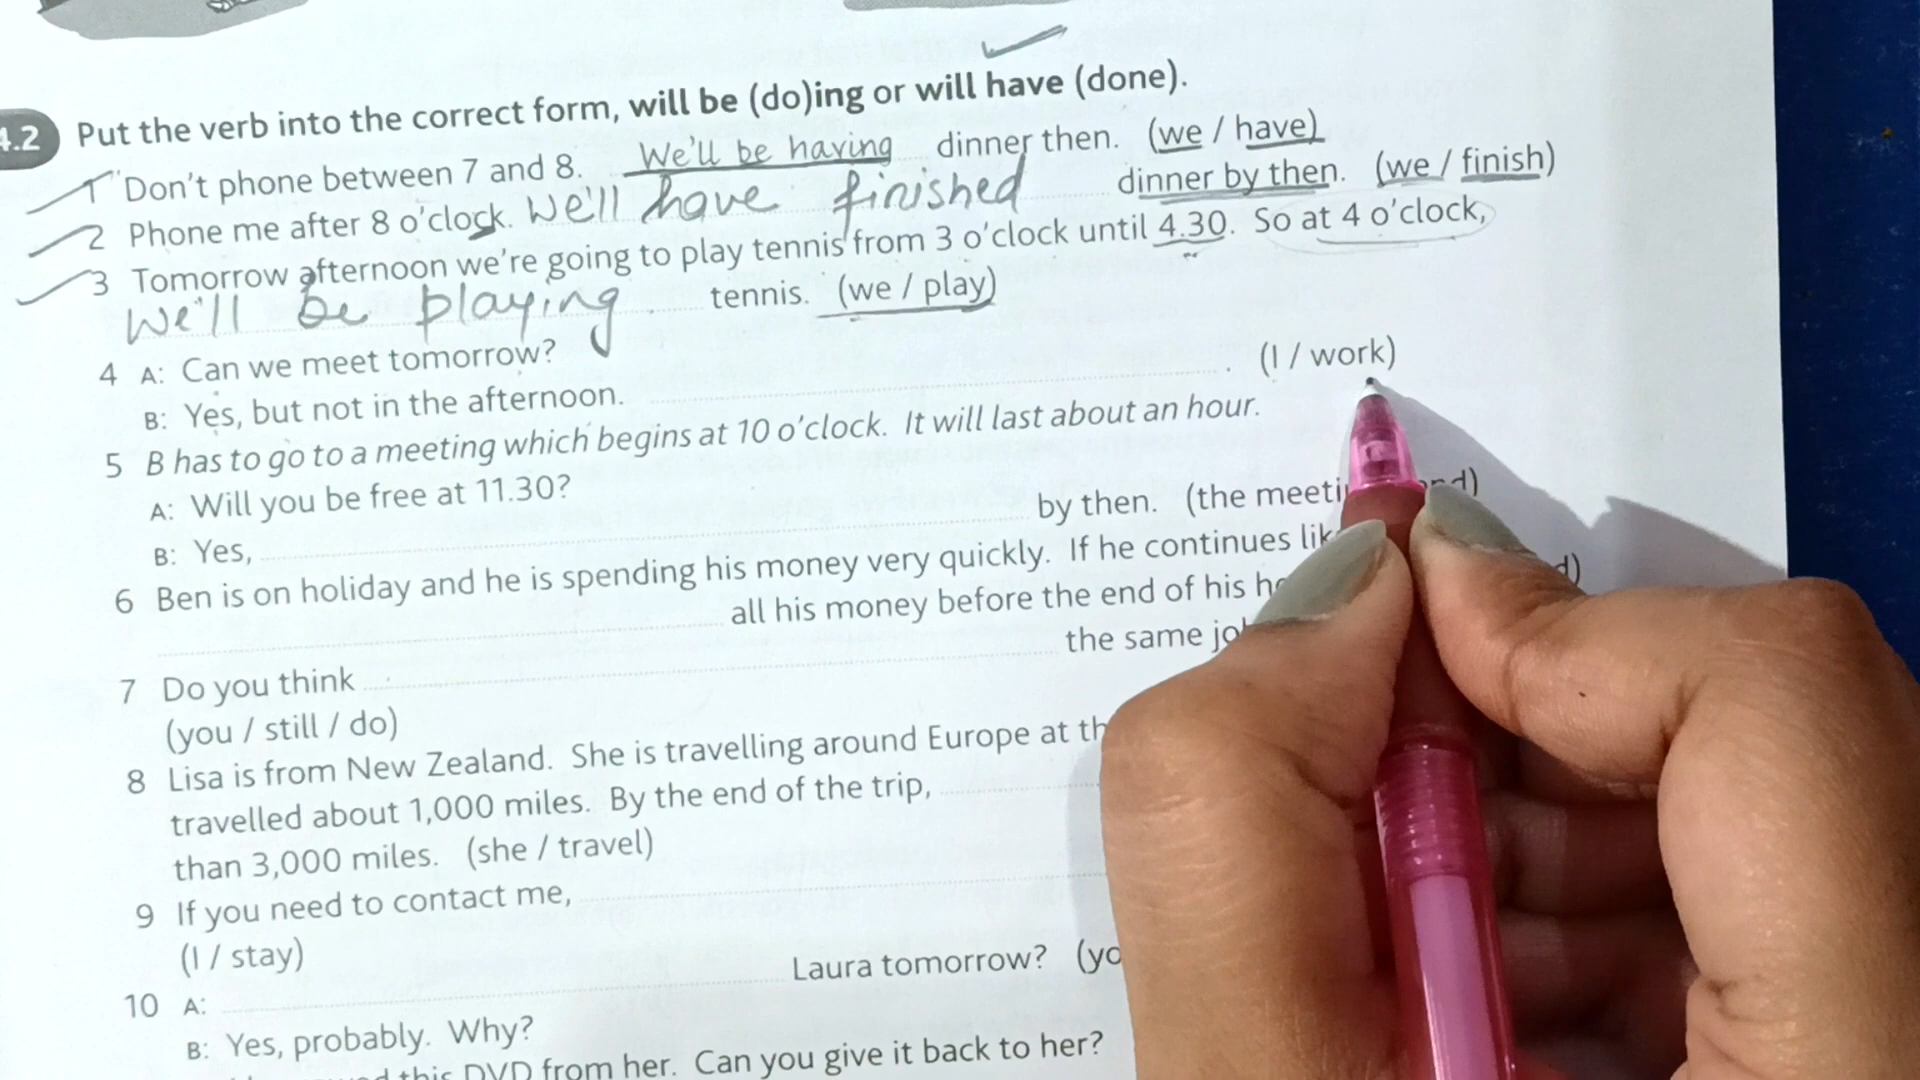 4.2 Put the verb into the correct form, will be (do)ing or will have (done).
1 Don't phone between 7 and 8. We'll be having dinner then. (we / have)
2 Phone me after 8 o'clock. We'll have finished dinner by then. (we / finish)
3 Tomorrow afternoon we're going to play tennis from 3 o'clock until 4.30. So at 4 o'clock,
We'll be playing tennis. (we / play)
4 A: Can we meet tomorrow?
B: Yes, but not in the afternoon. . (I / work)
5 B has to go to a meeting which begins at 10 o'clock. It will last about an hour.
A: Will you be free at 11.30?
B: Yes, by then. (the
6 Ben is on holiday and he is spending his money very quickly. If he continues
all his money before the end of his
7 Do you think the same
(you / still / do)
8 Lisa is from New Zealand. She is travelling around Europe at
travelled about 1,000 miles. By the end of the trip,
than 3,000 miles. (she / travel)
9 If you need to contact me,
(I / stay)
10 A: Laura tomorrow?
B: Yes, probably. Why?
this DVD from her. Can you give it back to her?